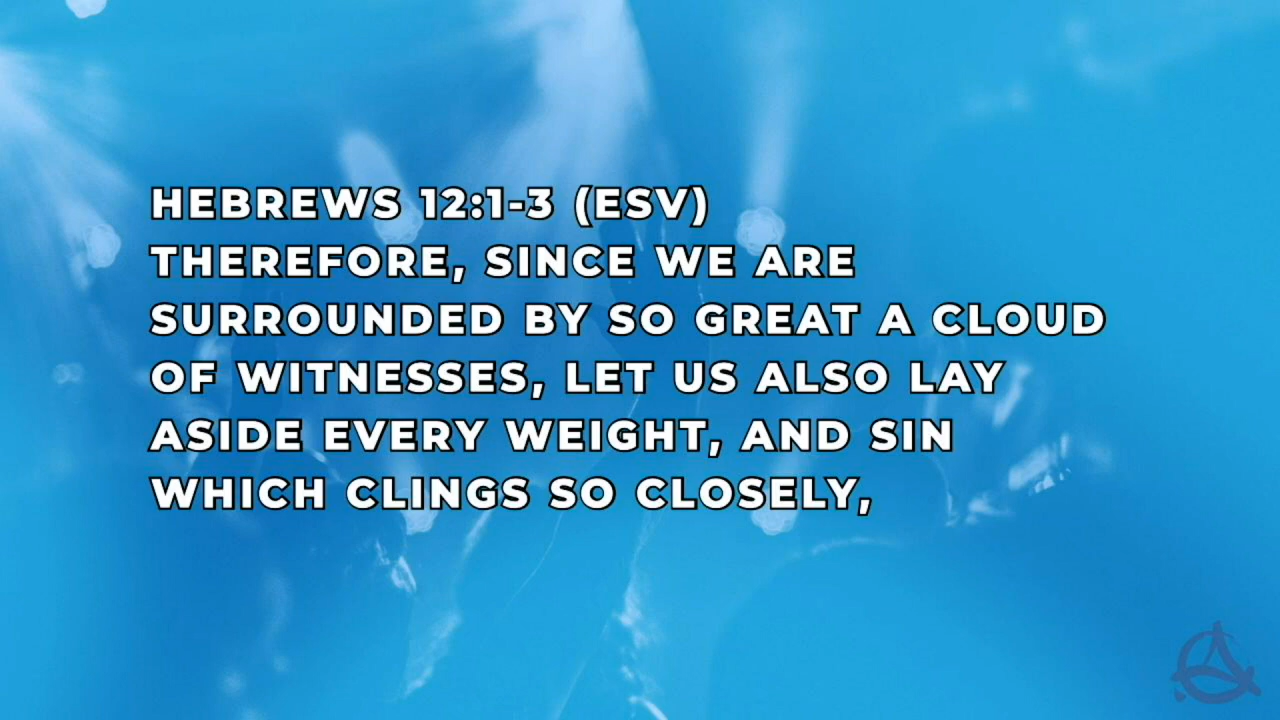 HEBREWS 12:1-3 (ESV)
THEREFORE, SINCE WE ARE
SURROUNDED BY SO GREAT A CLOUD
OF WITNESSES, LET US ALSO LAY
ASIDE EVERY WEIGHT, AND SIN
WHICH CLINGS SO CLOSELY,